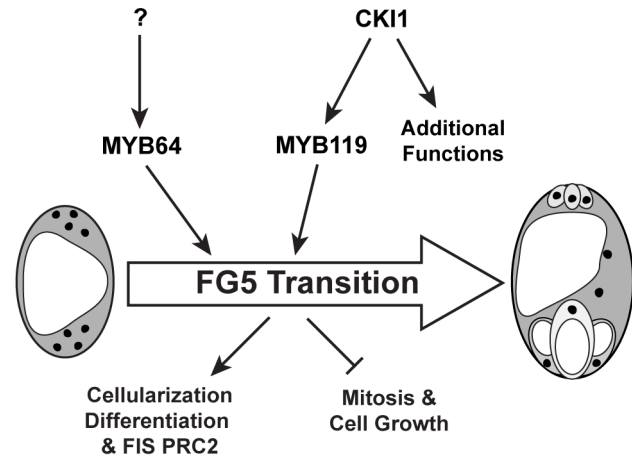 ?
CKI1
MYB64
MYB119
Additional
Functions
FG5 Transition
Cellularization
Differentiation
& FIS PRC2
Mitosis &
Cell Growth